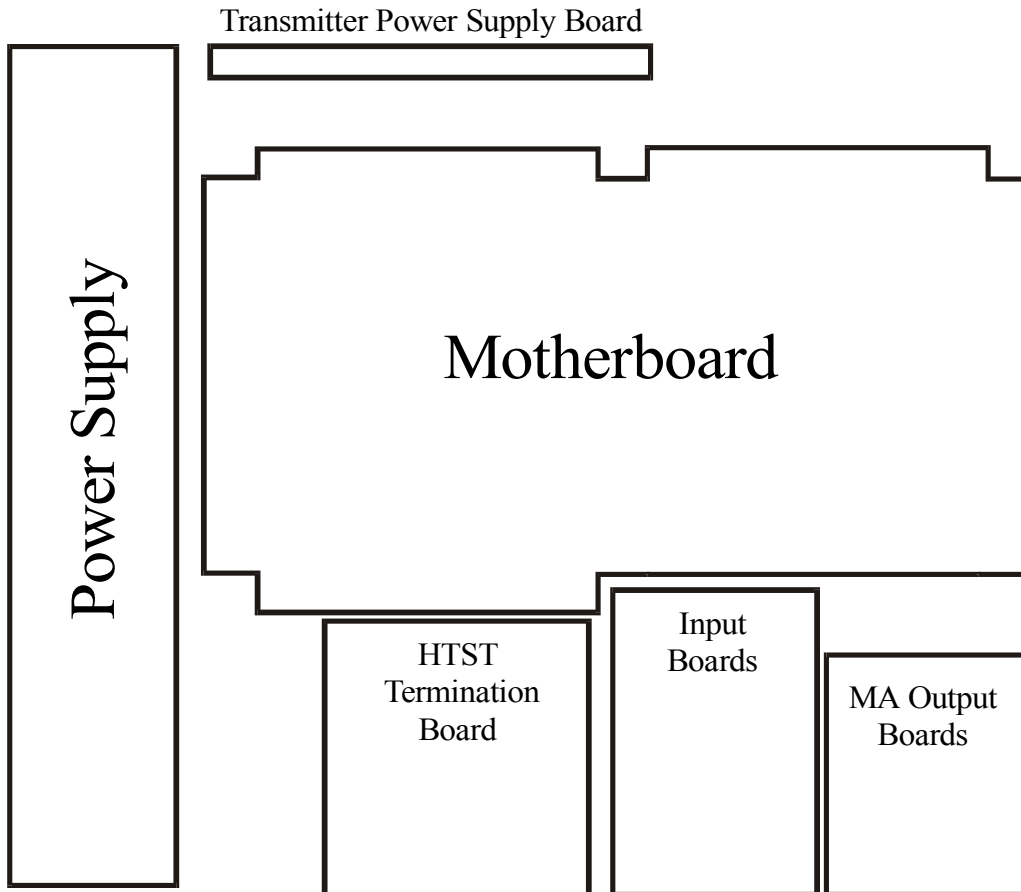 Transmitter Power Supply Board
Power Supply
Motherboard
HTST
Termination
Board
Input
Boards
MA Output
Boards